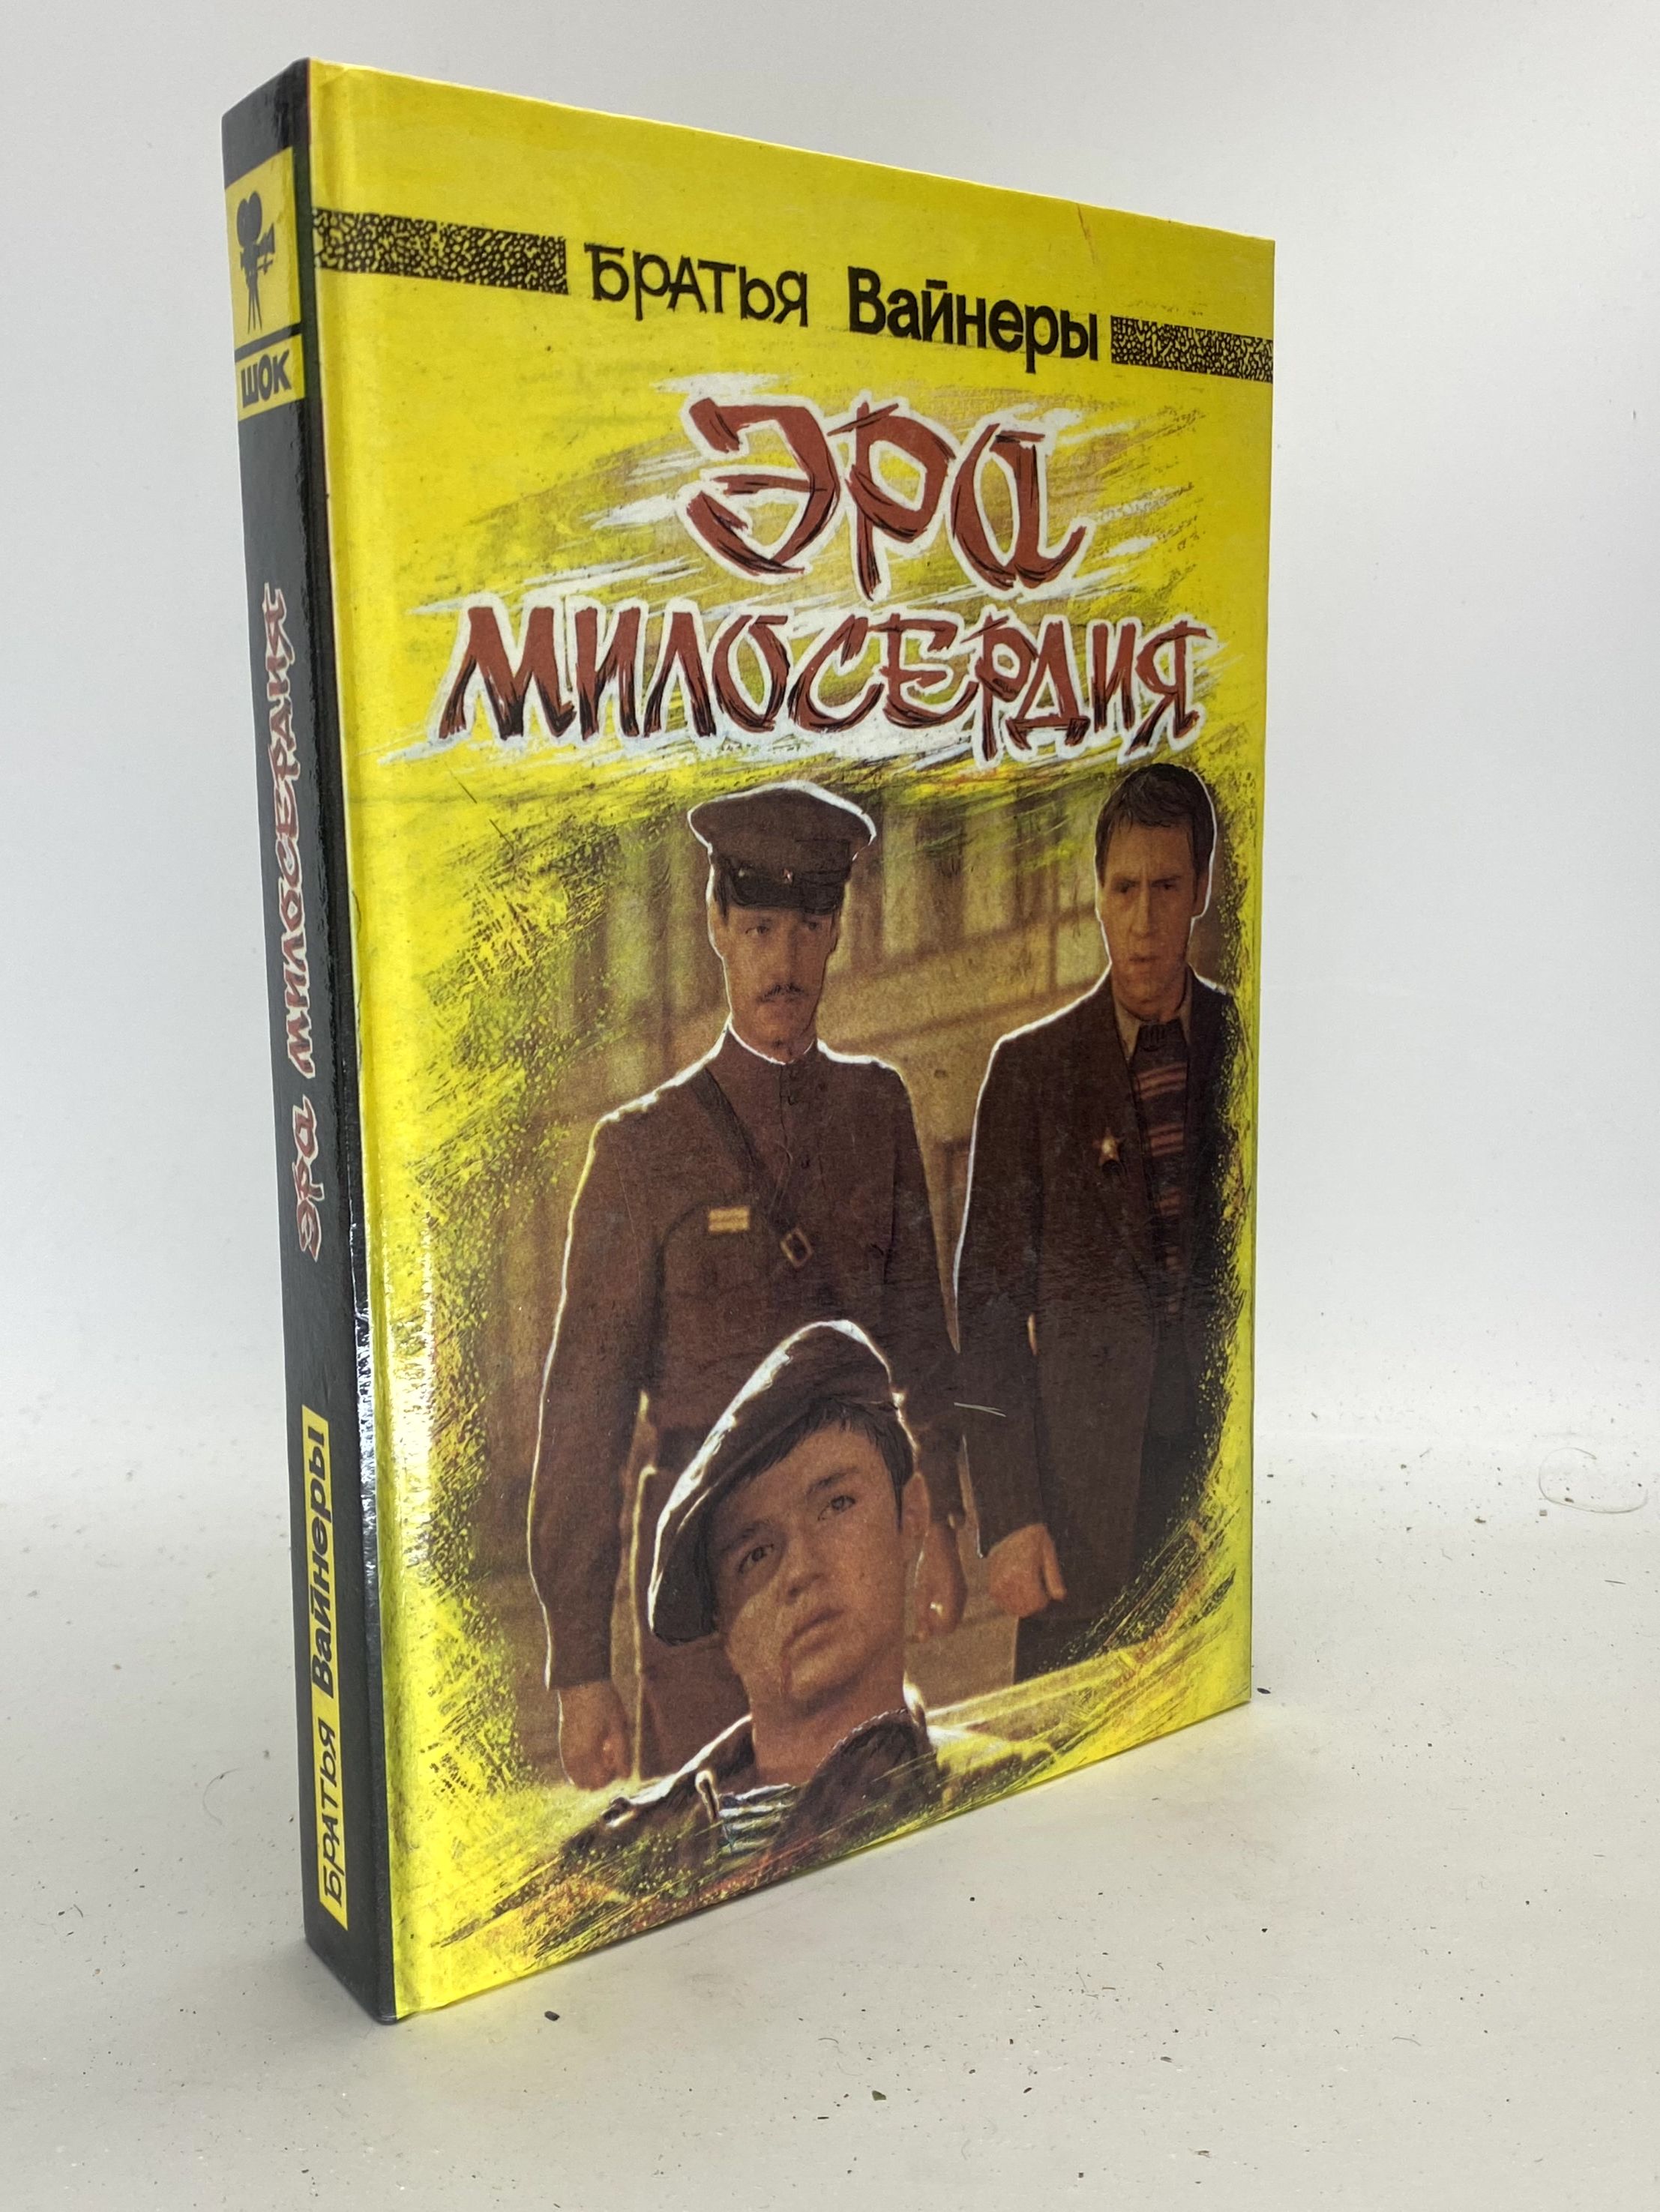 Братья Вайнеры
Эра
милосердия
ШОК
Эра милосердия
Братья Вайнеры